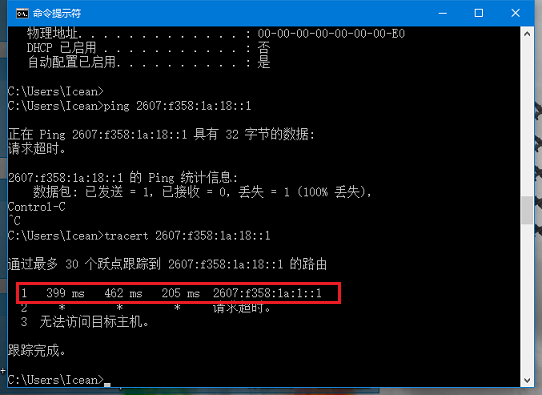 命令提示符
物理地址. . . . . . . . . . . . . : 00-00-00-00-00-00-00-E0
DHCP 已启用 . . . . . . . . . . . : 否
自动配置已启用. . . . . . . . . . : 是
C:\Users\Icean>
C:\Users\Icean>ping 2607:f358:1a:18::1
正在 Ping 2607:f358:1a:18::1 具有 32 字节的数据:
请求超时。
2607:f358:1a:18::1 的 Ping 统计信息:
数据包: 已发送 = 1, 已接收 = 0, 丢失 = 1 (100% 丢失),
Control-C
^C
C:\Users\Icean>tracert 2607:f358:1a:18::1
通过最多 30 个跃点跟踪到 2607:f358:1a:18::1 的路由
1 399 ms 462 ms 205 ms 2607:f358:1a:1::1
2 * * * 请求超时。
3 无法访问目标主机。
跟踪完成。
C:\Users\Icean>